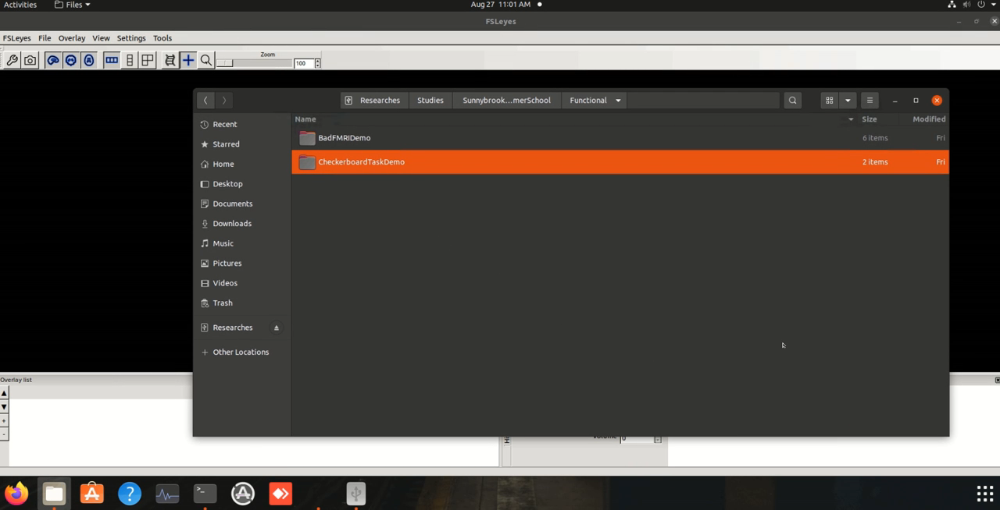 Activities Files Aug 27 11:01 AM
FSLeyes
FSLeyes File Overlay View Settings Tools
Zoom
100
Researches Studies Sunnybrook...merSchool Functional
Name Size Modified
Recent
Starred
Home
Desktop
Documents
Downloads
Music
Pictures
Videos
Trash
Researches
+ Other Locations
BadFMRIDemo 6 items Fri
CheckerboardTaskDemo 2 items Fri
Overlay list
Volume 0